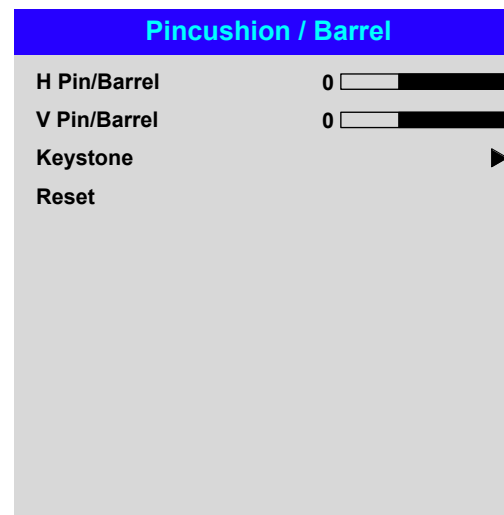 Pincushion / Barrel
H Pin/Barrel 0
V Pin/Barrel 0
Keystone
Reset